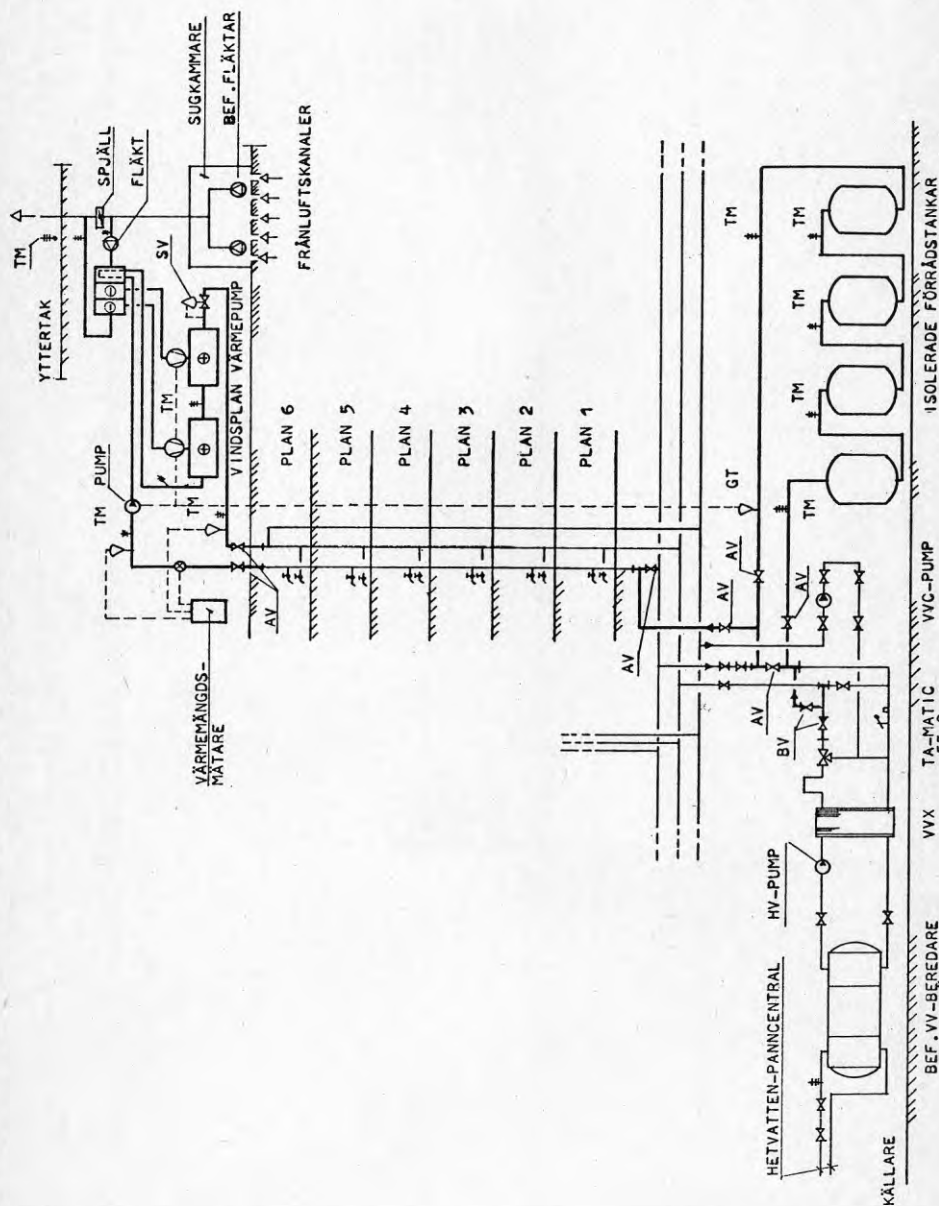 YTTERTAK
TM
SPJÄLL
FLÄKT
SUGKAMMARE
BEF.FLÄKTAR
SV
FRÅNLUFTSKANALER
VINDSPLAN VÄRMEPUMP
TM
TM
PUMP
TM
VÄRMEMÄNGDS-
MÄTARE
AV
PLAN 6
PLAN 5
PLAN 4
PLAN 3
PLAN 2
PLAN 1
AV
AV
AV
GT
TM
TM
TM
TM
TM
AV
AV
BV
HV-PUMP
HETVATTEN-PANNCENTRAL
KÄLLARE
BEF.VV-BEREDARE
VVX
TA-MATIC
VVC-PUMP
ISOLERADE FÖRRÅDSTANKAR